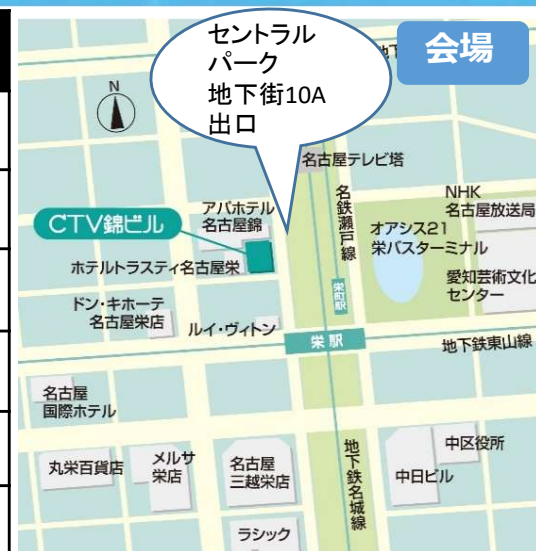 セントラル
パーク
地下街10A
出口
地下
会場
N
名古屋テレビ塔
アパホテル
名古屋錦
CTV錦ビル
ホテルトラスティ名古屋栄
ドン・キホーテ
名古屋栄店
ルイ・ヴィトン
名鉄瀬戸線
栄町駅
オアシス21
栄バスターミナル
NHK
名古屋放送局
愛知芸術文化
センター
栄駅
地下鉄東山線
名古屋
国際ホテル
丸栄百貨店
メルサ
栄店
名古屋
三越栄店
ラシック
地下鉄名城線
中日ビル
中区役所